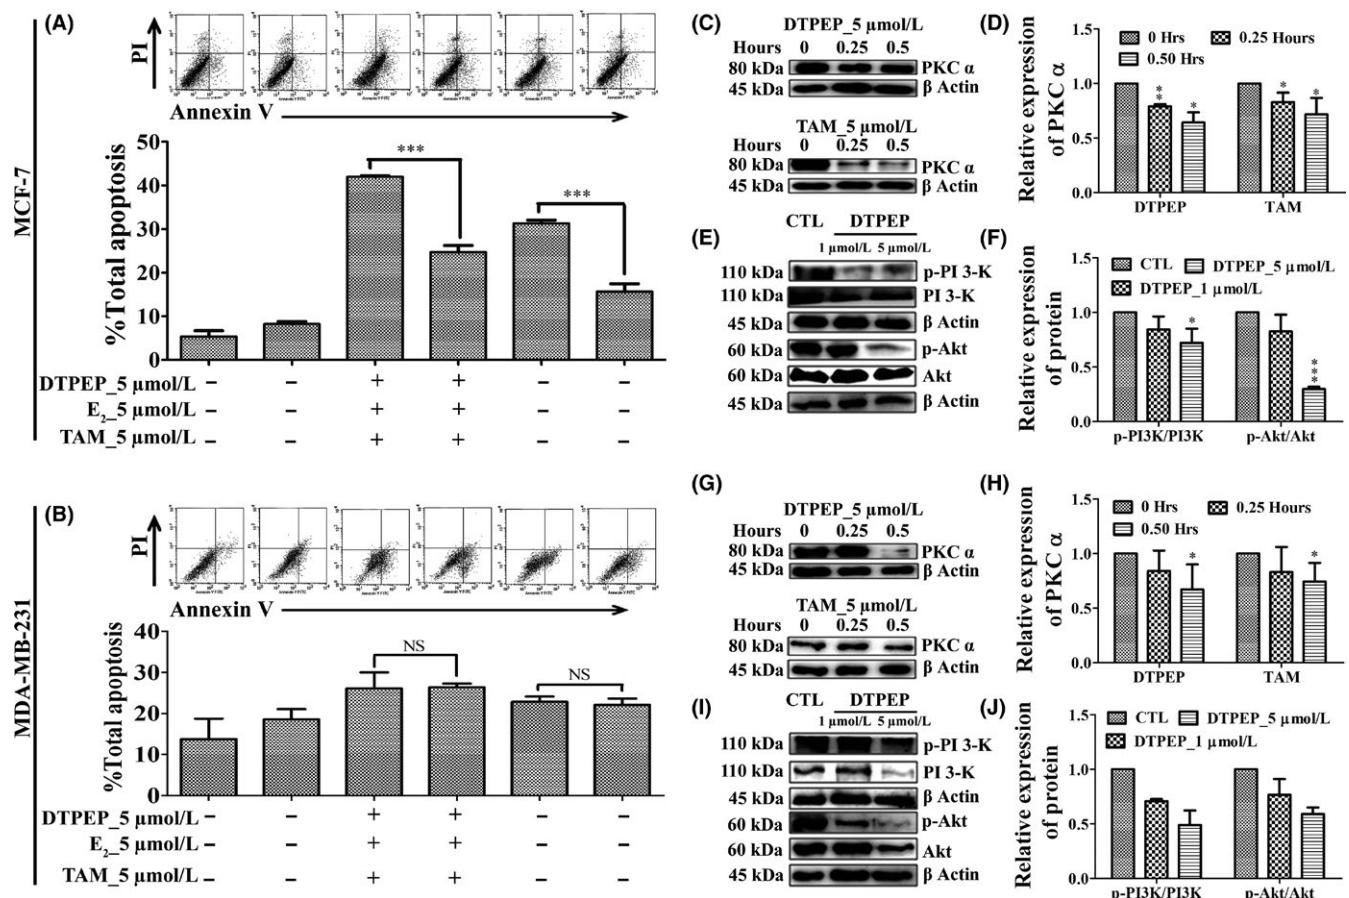 (A)
PI
Annexin V
MCF-7
%Total apoptosis
50
40
30
20
10
0
***
***
DTPEP_5 µmol/L – – + + – –
E2_5 µmol/L – – + + – –
TAM_5 µmol/L – – + + – –
(B)
PI
Annexin V
MDA-MB-231
%Total apoptosis
40
30
20
10
0
NS
NS
DTPEP_5 µmol/L – – + + – –
E2_5 µmol/L – – + + – –
TAM_5 µmol/L – – + + – –
(C)
DTPEP_5 µmol/L
Hours 0 0.25 0.5
80 kDa PKC α
45 kDa β Actin
TAM_5 µmol/L
Hours 0 0.25 0.5
80 kDa PKC α
45 kDa β Actin
(D)
0 Hrs 0.25 Hours
0.50 Hrs
Relative expression
of PKC α
1.5
1.0
0.5
0.0
** * * *
DTPEP TAM
(E)
CTL DTPEP
1 µmol/L 5 µmol/L
110 kDa p-PI 3-K
110 kDa PI 3-K
45 kDa β Actin
60 kDa p-Akt
60 kDa Akt
45 kDa β Actin
(F)
CTL DTPEP_5 µmol/L
DTPEP_1 µmol/L
Relative expression
of protein
1.5
1.0
0.5
0.0
* ***
p-PI3K/PI3K p-Akt/Akt
(G)
DTPEP_5 µmol/L
Hours 0 0.25 0.5
80 kDa PKC α
45 kDa β Actin
TAM_5 µmol/L
Hours 0 0.25 0.5
80 kDa PKC α
45 kDa β Actin
(H)
0 Hrs 0.25 Hours
0.50 Hrs
Relative expression
of PKC α
1.5
1.0
0.5
0.0
* *
DTPEP TAM
(I)
CTL DTPEP
1 µmol/L 5 µmol/L
110 kDa p-PI 3-K
110 kDa PI 3-K
45 kDa β Actin
60 kDa p-Akt
60 kDa Akt
45 kDa β Actin
(J)
CTL DTPEP_5 µmol/L
DTPEP_1 µmol/L
Relative expression
of protein
1.5
1.0
0.5
0.0
p-PI3K/PI3K p-Akt/Akt